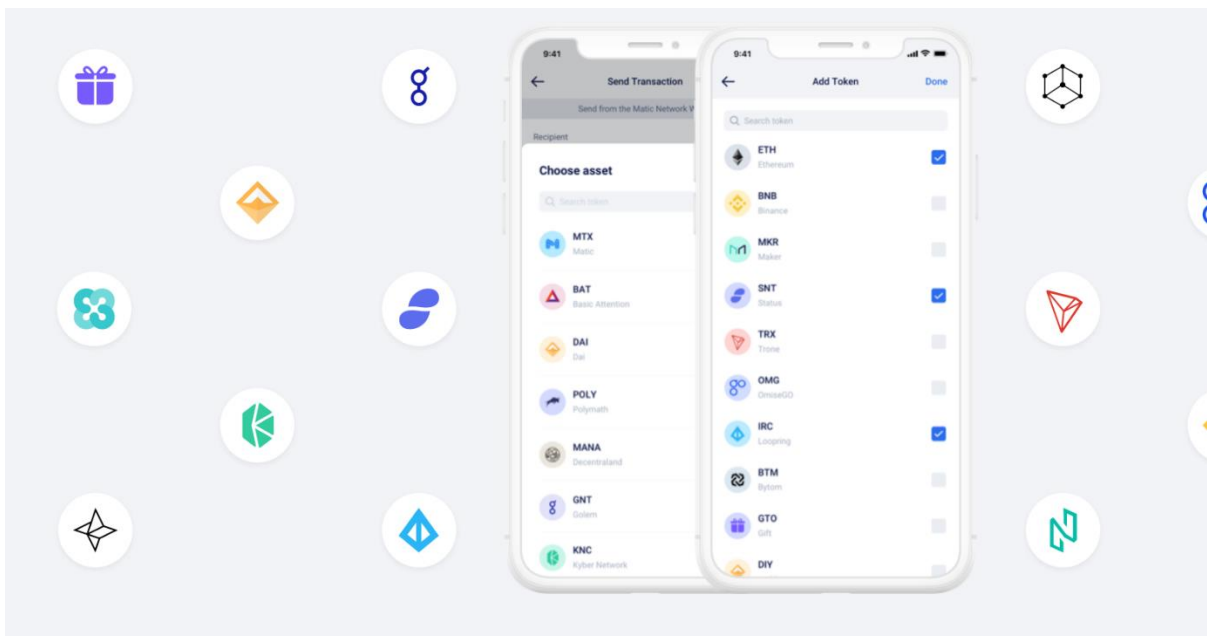 9:41
Send Transaction
Send from the Matic Network W
Recipient
Choose asset
Search token
MTX
Matic
BAT
Basic Attention
DAI
Dai
POLY
Polymath
MANA
Decentraland
GNT
Golem
KNC
Kyber Network
9:41
Add Token
Done
Search token
ETH
Ethereum
BNB
Binance
MKR
Maker
SNT
Status
TRX
Trone
OMG
OmiseGO
IRC
Loopring
BTM
Bytom
GTO
Gift
DIY